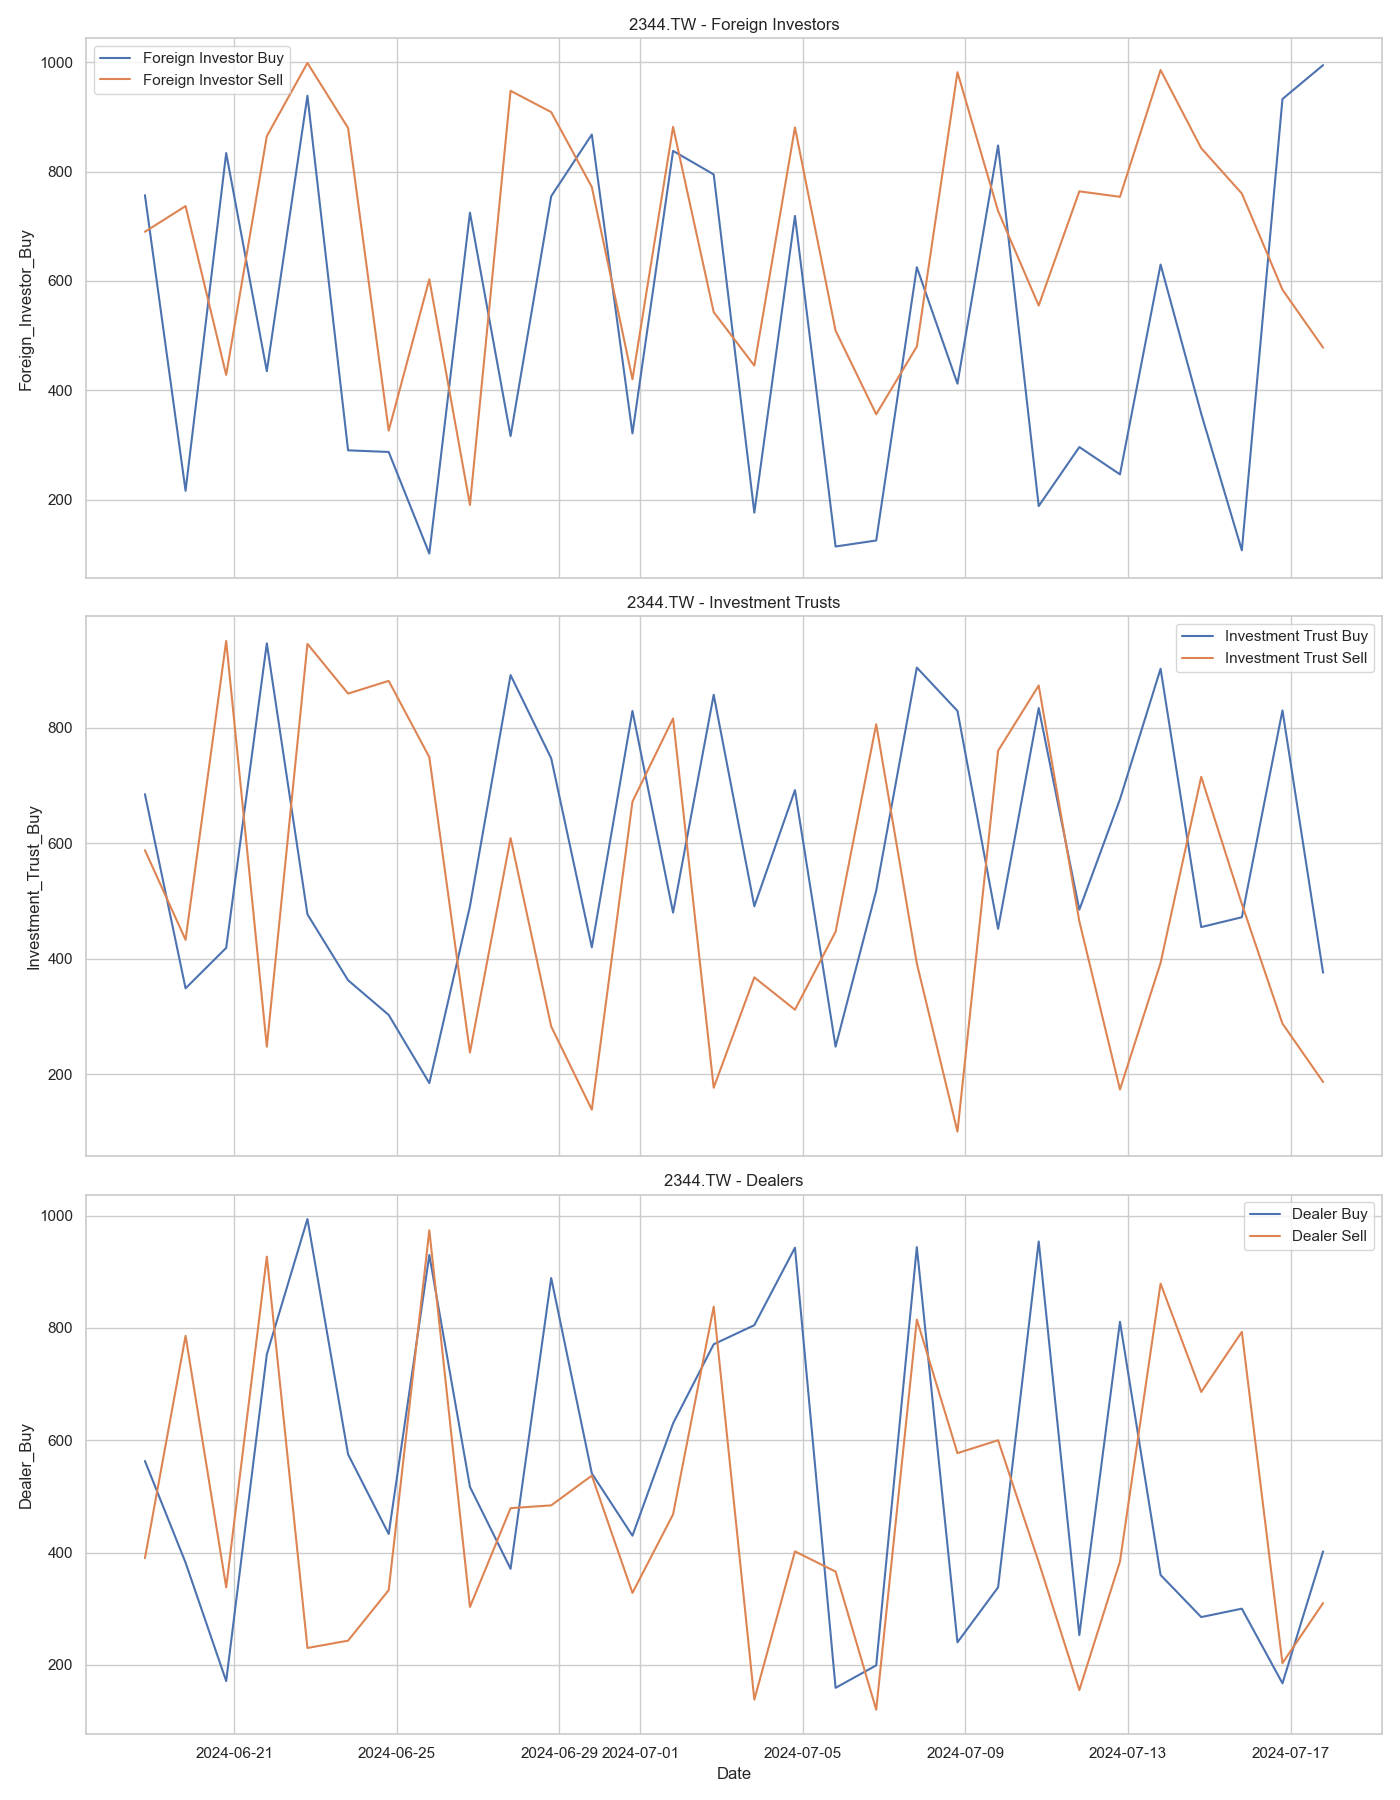 2344.TW - Foreign Investors
Foreign Investor Buy
Foreign Investor Sell
Foreign_Investor_Buy
1000
800
600
400
200
2344.TW - Investment Trusts
Investment Trust Buy
Investment Trust Sell
Investment_Trust_Buy
800
600
400
200
2344.TW - Dealers
Dealer Buy
Dealer Sell
Dealer_Buy
1000
800
600
400
200
2024-06-21 2024-06-25 2024-06-29 2024-07-01 2024-07-05 2024-07-09 2024-07-13 2024-07-17
Date